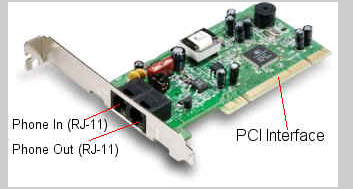 Phone In (RJ-11)
Phone Out (RJ-11)
PCI Interface